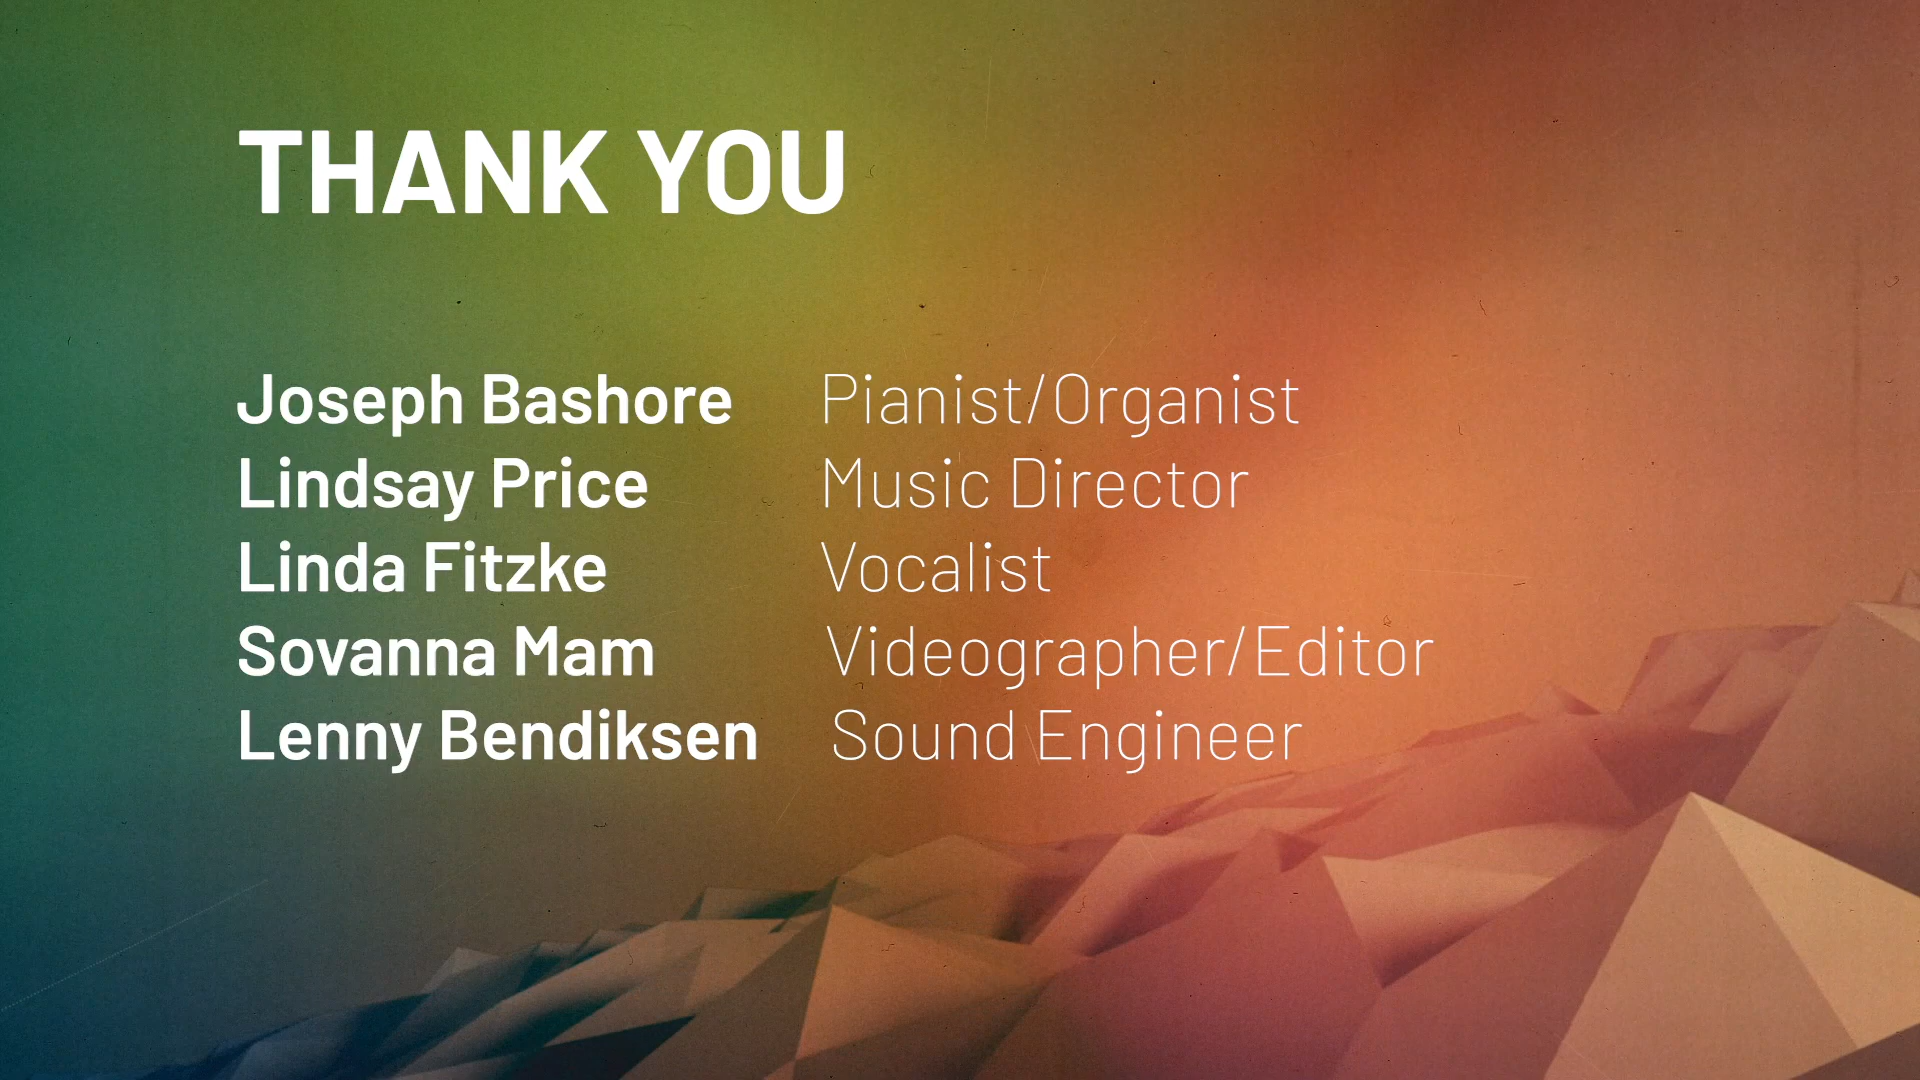 THANK YOU
Joseph Bashore Pianist/Organist
Lindsay Price Music Director
Linda Fitzke Vocalist
Sovanna Mam Videographer/Editor
Lenny Bendiksen Sound Engineer